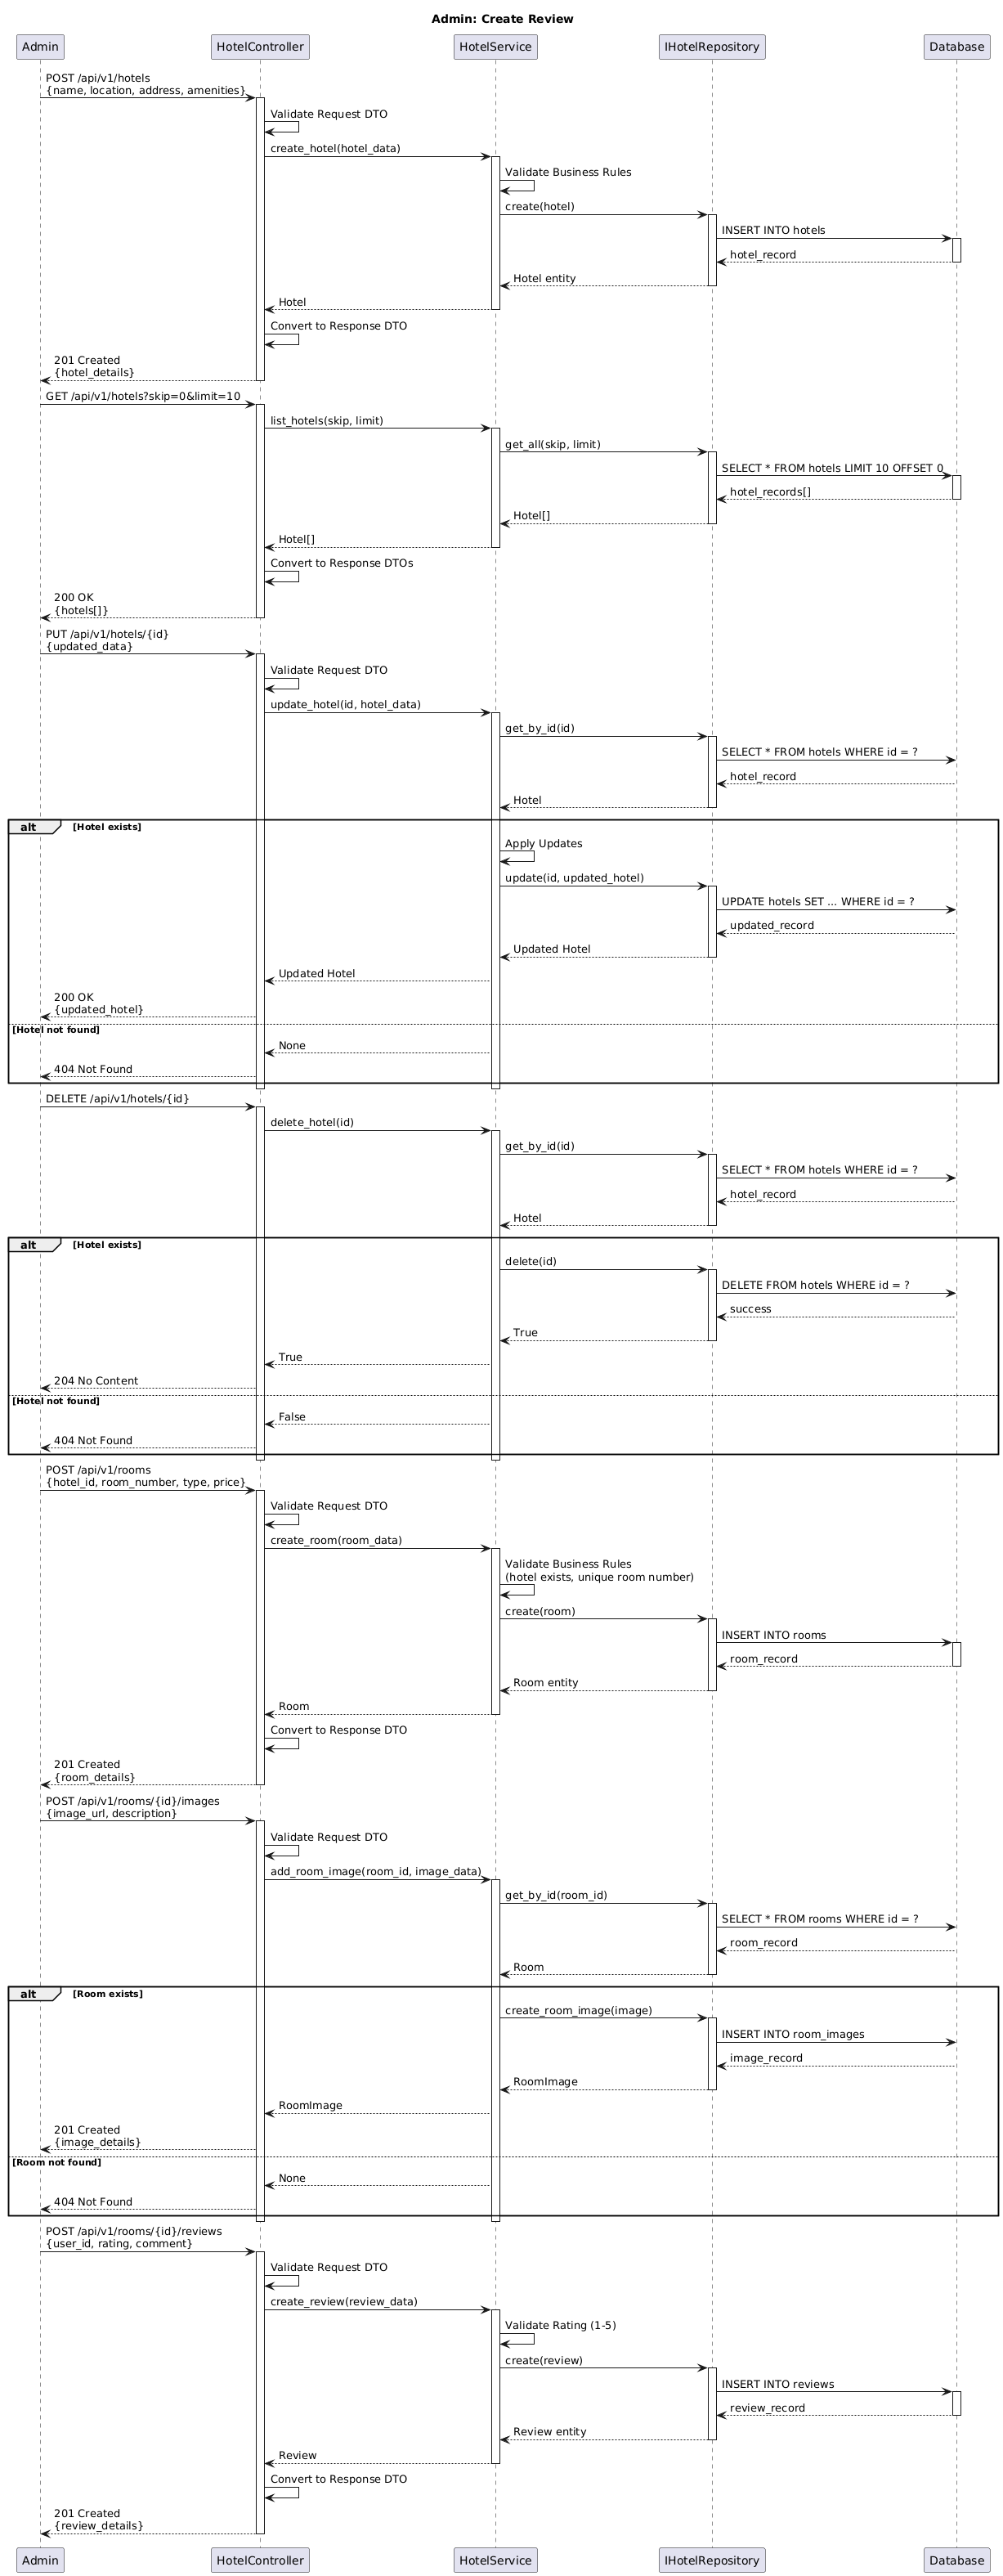 Admin: Create Review
Admin
HotelController
HotelService
IHotelRepository
Database
POST /api/v1/hotels
{name, location, address, amenities}
Validate Request DTO
create_hotel(hotel_data)
Validate Business Rules
create(hotel)
INSERT INTO hotels
hotel_record
Hotel entity
Hotel
Convert to Response DTO
201 Created
{hotel_details}
GET /api/v1/hotels?skip=0&limit=10
list_hotels(skip, limit)
get_all(skip, limit)
SELECT * FROM hotels LIMIT 10 OFFSET 0
hotel_records[]
Hotel[]
Hotel[]
Convert to Response DTOs
200 OK
{hotels[]}
PUT /api/v1/hotels/{id}
{updated_data}
Validate Request DTO
update_hotel(id, hotel_data)
get_by_id(id)
SELECT * FROM hotels WHERE id = ?
hotel_record
Hotel
alt
[Hotel exists]
Apply Updates
update(id, updated_hotel)
UPDATE hotels SET ... WHERE id = ?
updated_record
Updated Hotel
Updated Hotel
200 OK
{updated_hotel}
[Hotel not found]
None
404 Not Found
DELETE /api/v1/hotels/{id}
delete_hotel(id)
get_by_id(id)
SELECT * FROM hotels WHERE id = ?
hotel_record
Hotel
alt
[Hotel exists]
delete(id)
DELETE FROM hotels WHERE id = ?
success
True
True
204 No Content
[Hotel not found]
False
404 Not Found
POST /api/v1/rooms
{hotel_id, room_number, type, price}
Validate Request DTO
create_room(room_data)
Validate Business Rules
(hotel exists, unique room number)
create(room)
INSERT INTO rooms
room_record
Room entity
Room
Convert to Response DTO
201 Created
{room_details}
POST /api/v1/rooms/{id}/images
{image_url, description}
Validate Request DTO
add_room_image(room_id, image_data)
get_by_id(room_id)
SELECT * FROM rooms WHERE id = ?
room_record
Room
alt
[Room exists]
create_room_image(image)
INSERT INTO room_images
image_record
RoomImage
RoomImage
201 Created
{image_details}
[Room not found]
None
404 Not Found
POST /api/v1/rooms/{id}/reviews
{user_id, rating, comment}
Validate Request DTO
create_review(review_data)
Validate Rating (1-5)
create(review)
INSERT INTO reviews
review_record
Review entity
Review
Convert to Response DTO
201 Created
{review_details}
Admin
HotelController
HotelService
IHotelRepository
Database